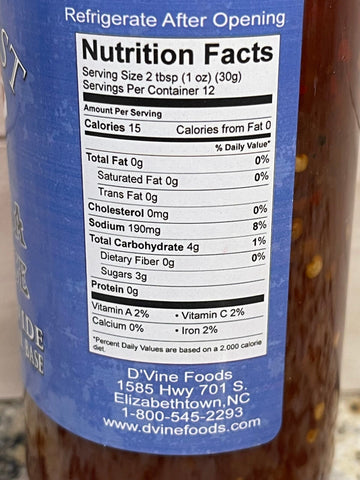 Refrigerate After Opening
Nutrition Facts
Serving Size 2 tbsp (1 oz) (30g)
Servings Per Container 12
Amount Per Serving
Calories 15 Calories from Fat 0
% Daily Value*
Total Fat 0g 0%
Saturated Fat 0g 0%
Trans Fat 0g
Cholesterol 0mg 0%
Sodium 190mg 8%
Total Carbohydrate 4g 1%
Dietary Fiber 0g 0%
Sugars 3g
Protein 0g
Vitamin A 2% • Vitamin C 2%
Calcium 0% • Iron 2%
*Percent Daily Values are based on a 2,000 calorie
diet.
BASE
D'Vine Foods
1585 Hwy 701 S.
Elizabethtown,NC
1-800-545-2293
www.dvinefoods.com